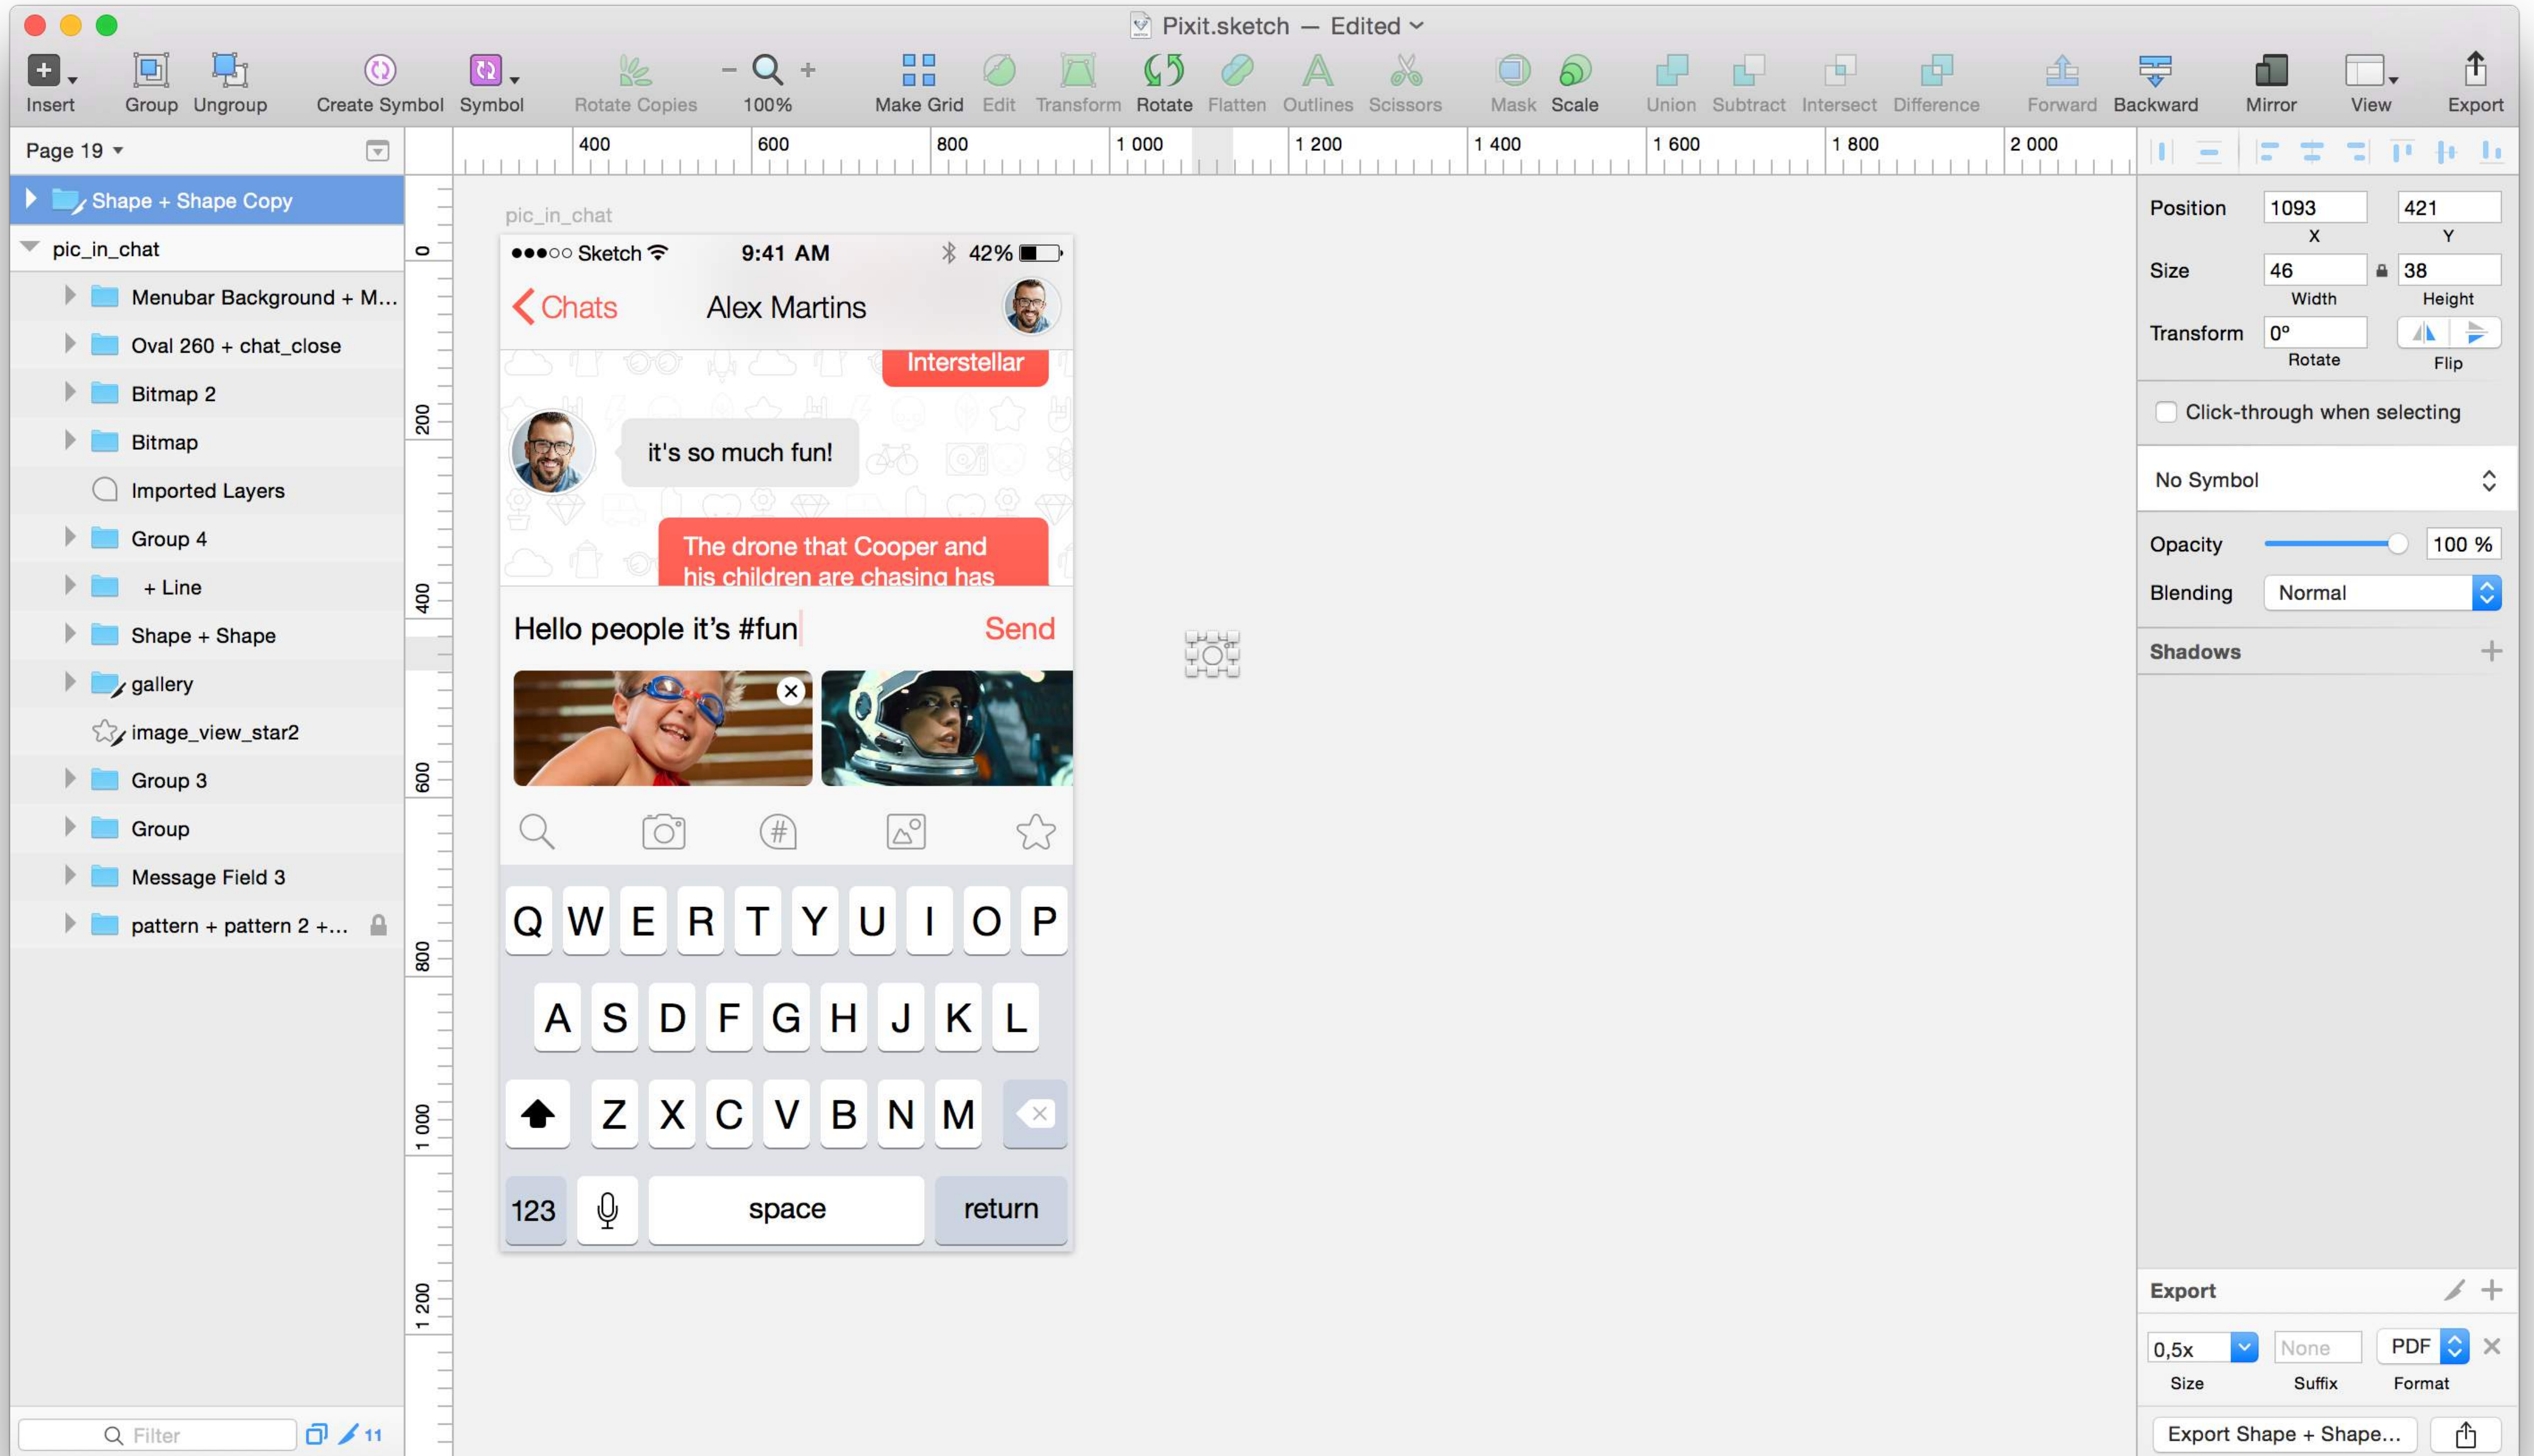 Pixit.sketch — Edited
Insert
Group
Ungroup
Create Symbol
Symbol
Rotate Copies
100%
Make Grid
Edit
Transform
Rotate
Flatten
Outlines
Scissors
Mask
Scale
Union
Subtract
Intersect
Difference
Forward
Backward
Mirror
View
Export
Page 19
400
600
800
1 000
1 200
1 400
1 600
1 800
2 000
Shape + Shape Copy
pic_in_chat
Menubar Background + M...
Oval 260 + chat_close
Bitmap 2
Bitmap
Imported Layers
Group 4
+ Line
Shape + Shape
gallery
image_view_star2
Group 3
Group
Message Field 3
pattern + pattern 2 +...
Filter
11
0
200
400
600
800
1 000
1 200
pic_in_chat
Sketch
9:41 AM
42%
Chats
Alex Martins
Interstellar
it's so much fun!
The drone that Cooper and
his children are chasing has
Hello people it’s #fun
Send
#
Q W E R T Y U I O P
A S D F G H J K L
Z X C V B N M
123
space
return
Position
1093
421
X
Y
Size
46
38
Width
Height
Transform
0º
Rotate
Flip
Click-through when selecting
No Symbol
Opacity
100 %
Blending
Normal
Shadows
Export
0,5x
None
PDF
Size
Suffix
Format
Export Shape + Shape...